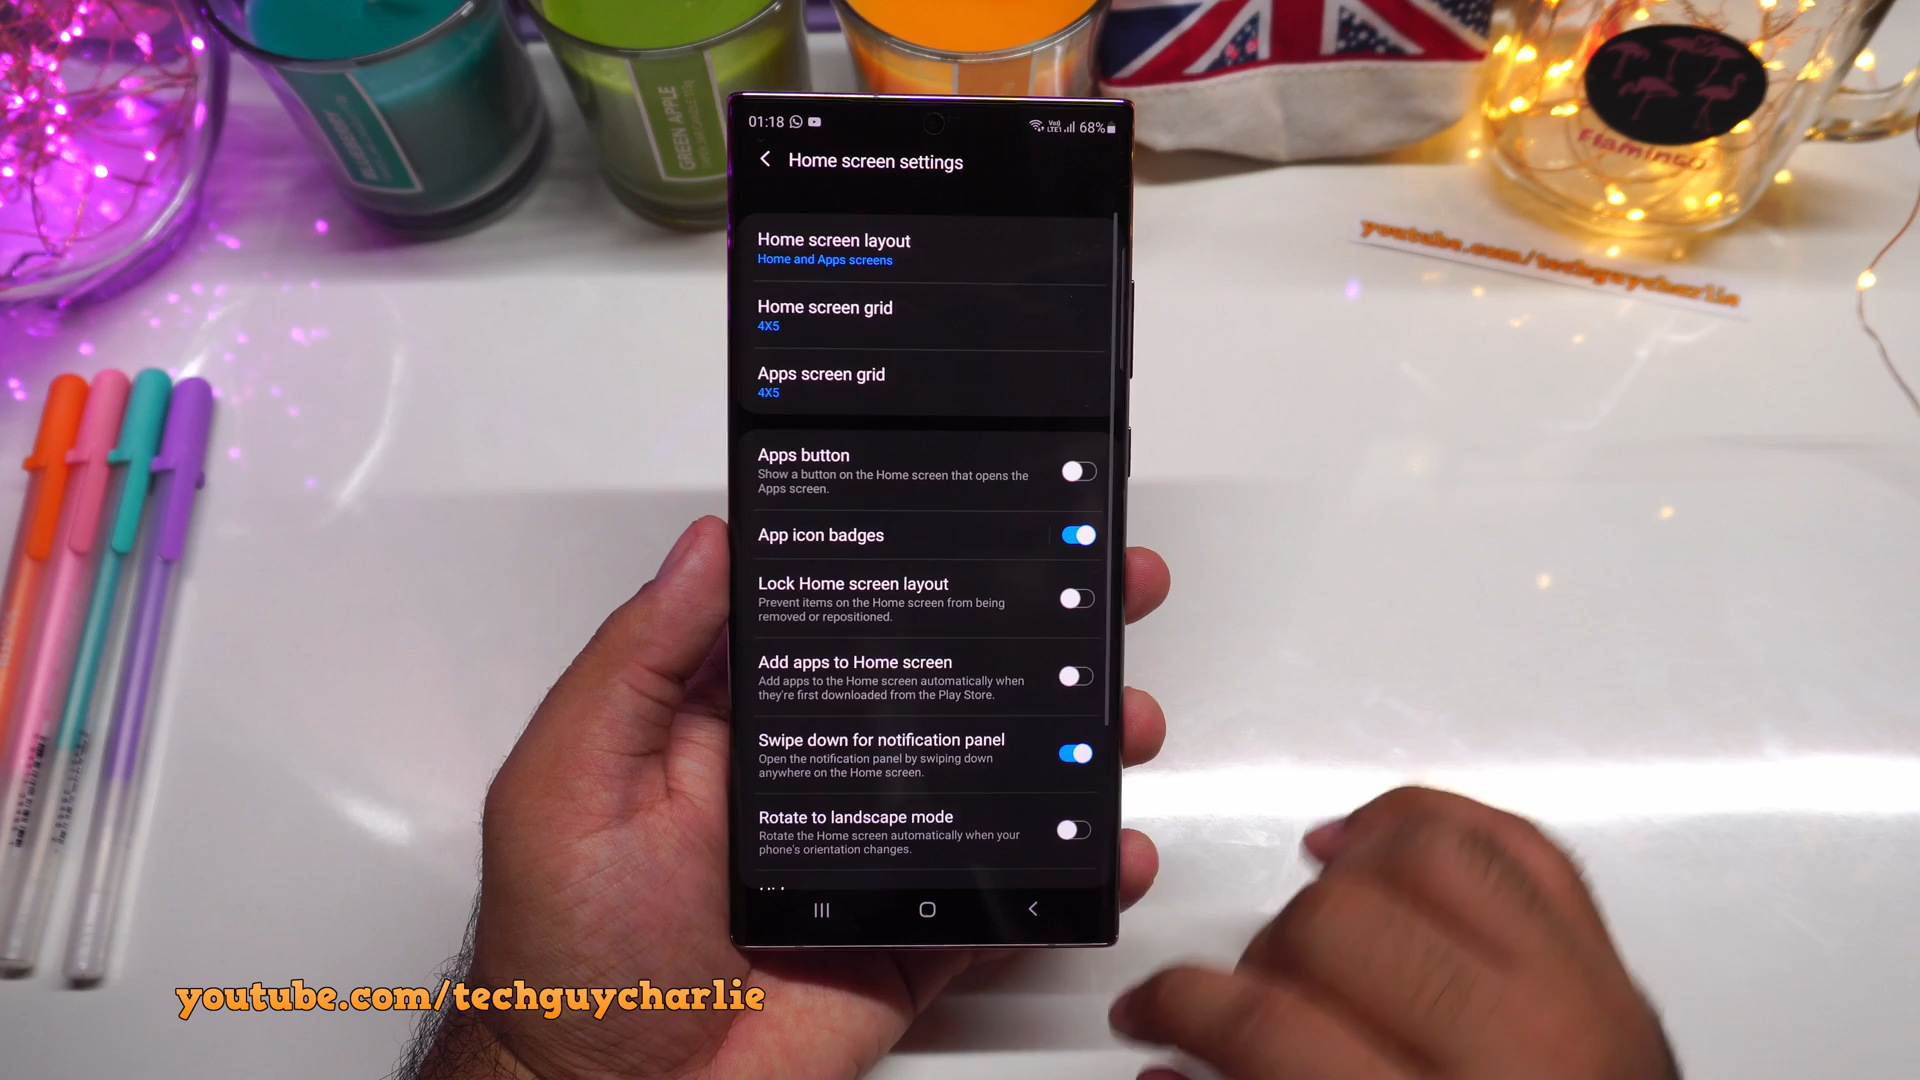 GREEN APPLE
Flamingo
youtube.com/techguycharlie
01:18
Vo)) LTE1 68%
Home screen settings
Home screen layout
Home and Apps screens
Home screen grid
4X5
Apps screen grid
4X5
Apps button
Show a button on the Home screen that opens the
Apps screen.
App icon badges
Lock Home screen layout
Prevent items on the Home screen from being
removed or repositioned.
Add apps to Home screen
Add apps to the Home screen automatically when
they're first downloaded from the Play Store.
Swipe down for notification panel
Open the notification panel by swiping down
anywhere on the Home screen.
Rotate to landscape mode
Rotate the Home screen automatically when your
phone's orientation changes.
youtube.com/techguycharlie